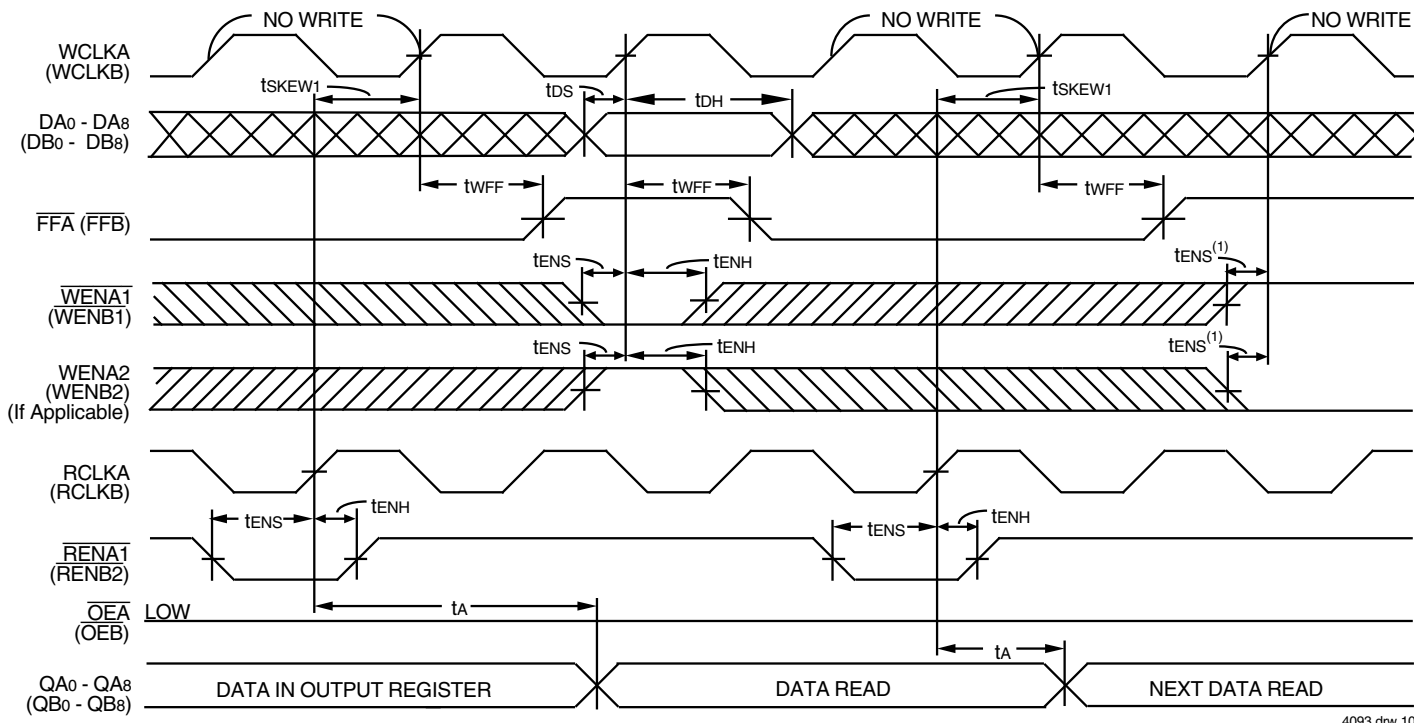 NO WRITE NO WRITE NO WRITE
WCLKA
(WCLKB)
tSKEW1 tDS tDH tSKEW1
DA0 - DA8
(DB0 - DB8)
tWFF tWFF tWFF
FFA (FFB)
tENS tENH tENS(1)
WENA1
(WENB1)
tENS tENH tENS(1)
WENA2
(WENB2)
(If Applicable)
RCLKA
(RCLKB)
tENS tENH tENS tENH
RENA1
(RENB2)
tA
OEA LOW
(OEB)
tA
QA0 - QA8
(QB0 - QB8)
DATA IN OUTPUT REGISTER DATA READ NEXT DATA READ
4093 drw 10